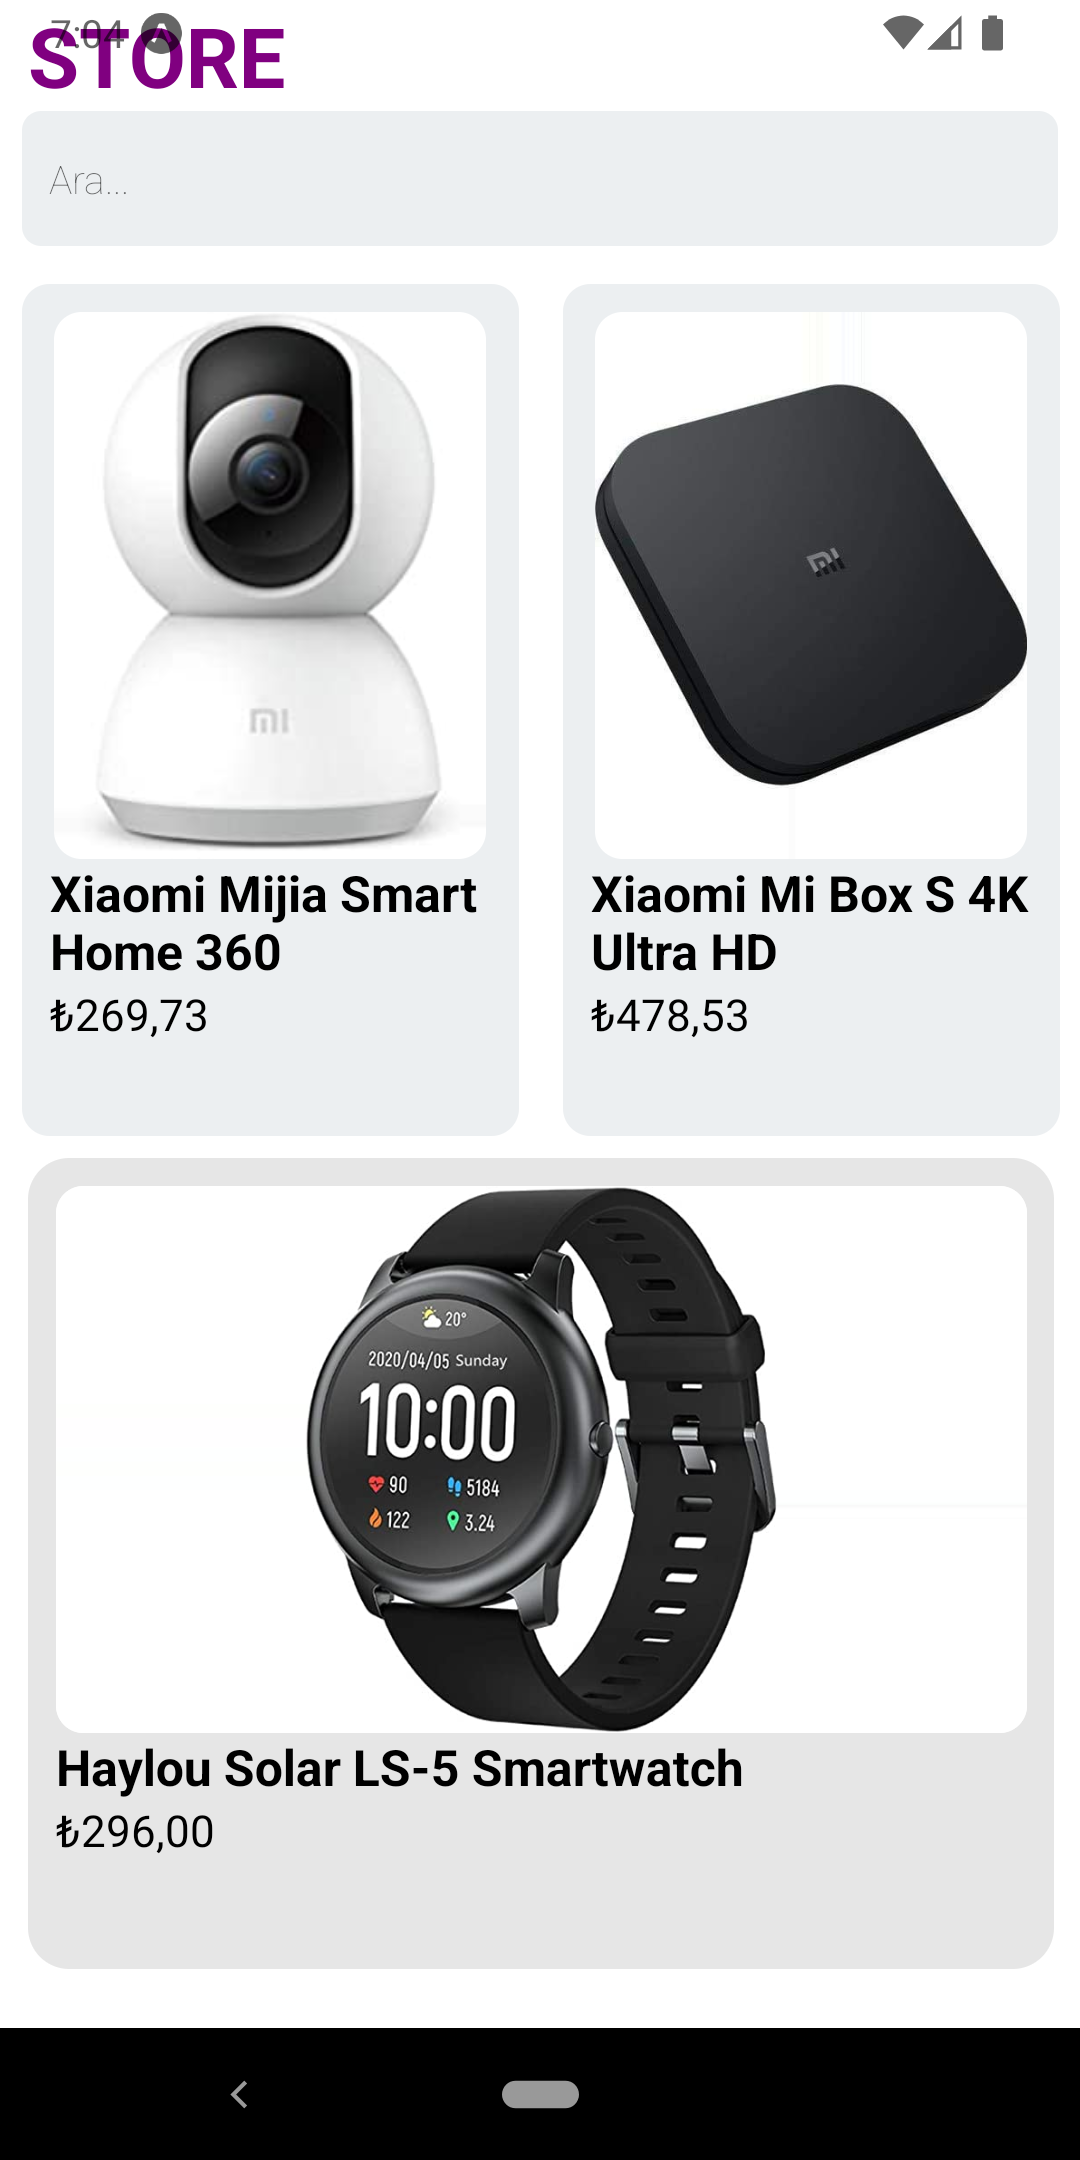 7:04
STORE
Ara...
mi
mi
Xiaomi Mijia Smart
Home 360
₺269,73
Xiaomi Mi Box S 4K
Ultra HD
₺478,53
20°
2020/04/05 Sunday
10:00
90 5184
122 3.24
Haylou Solar LS-5 Smartwatch
₺296,00